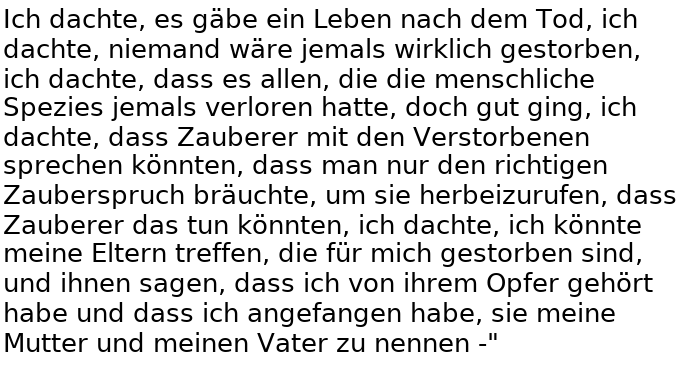 Ich dachte, es gäbe ein Leben nach dem Tod, ich
dachte, niemand wäre jemals wirklich gestorben,
ich dachte, dass es allen, die die menschliche
Spezies jemals verloren hatte, doch gut ging, ich
dachte, dass Zauberer mit den Verstorbenen
sprechen könnten, dass man nur den richtigen
Zauberspruch bräuchte, um sie herbeizurufen, dass
Zauberer das tun könnten, ich dachte, ich könnte
meine Eltern treffen, die für mich gestorben sind,
und ihnen sagen, dass ich von ihrem Opfer gehört
habe und dass ich angefangen habe, sie meine
Mutter und meinen Vater zu nennen -"